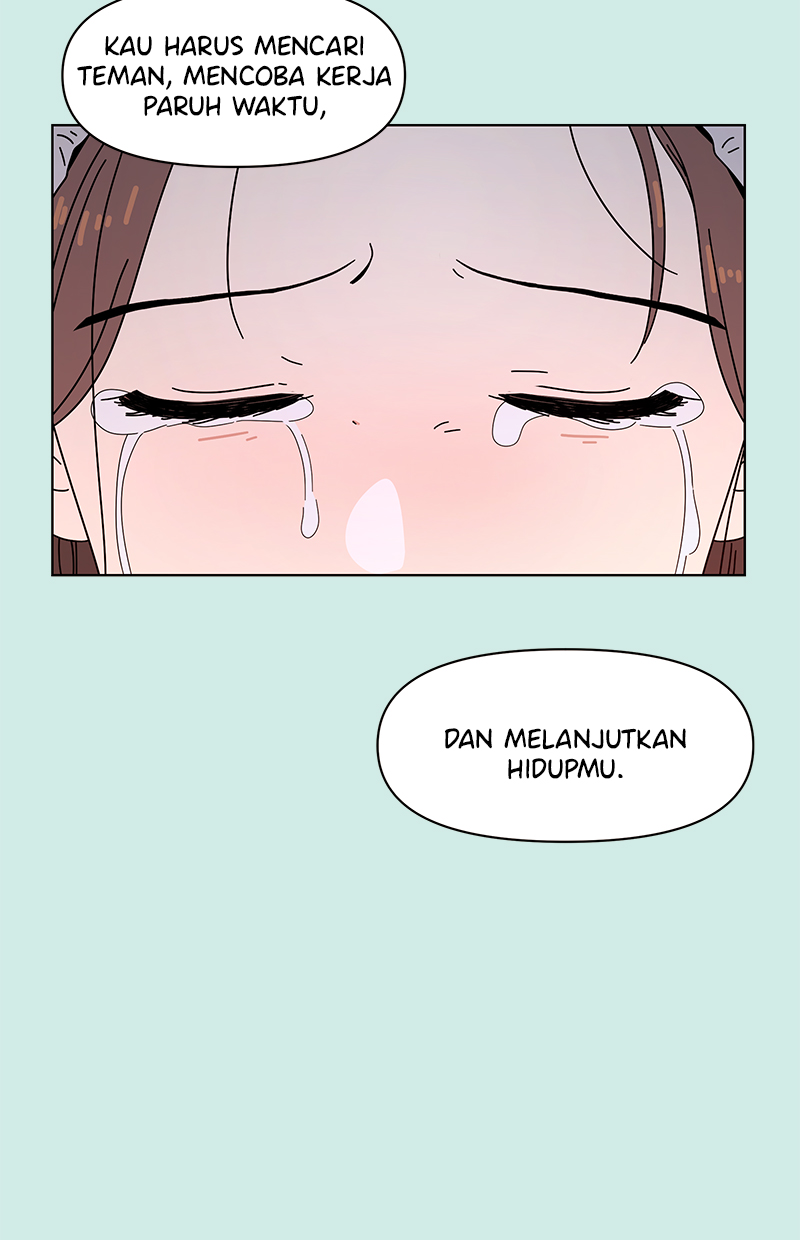 KAU HARUS MENCARI
TEMAN, MENCOBA KERJA
PARUH WAKTU,
DAN MELANJUTKAN
HIDUPMU.